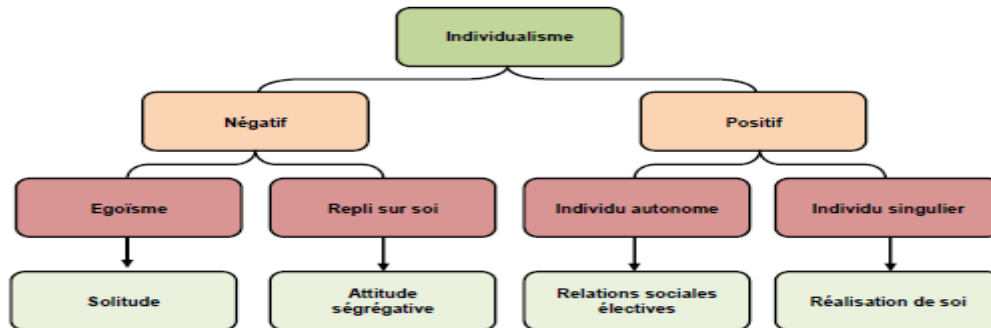 Individualisme
Négatif
Positif
Egoïsme
Repli sur soi
Individu autonome
Individu singulier
Solitude
Attitude
ségrégative
Relations sociales
électives
Réalisation de soi